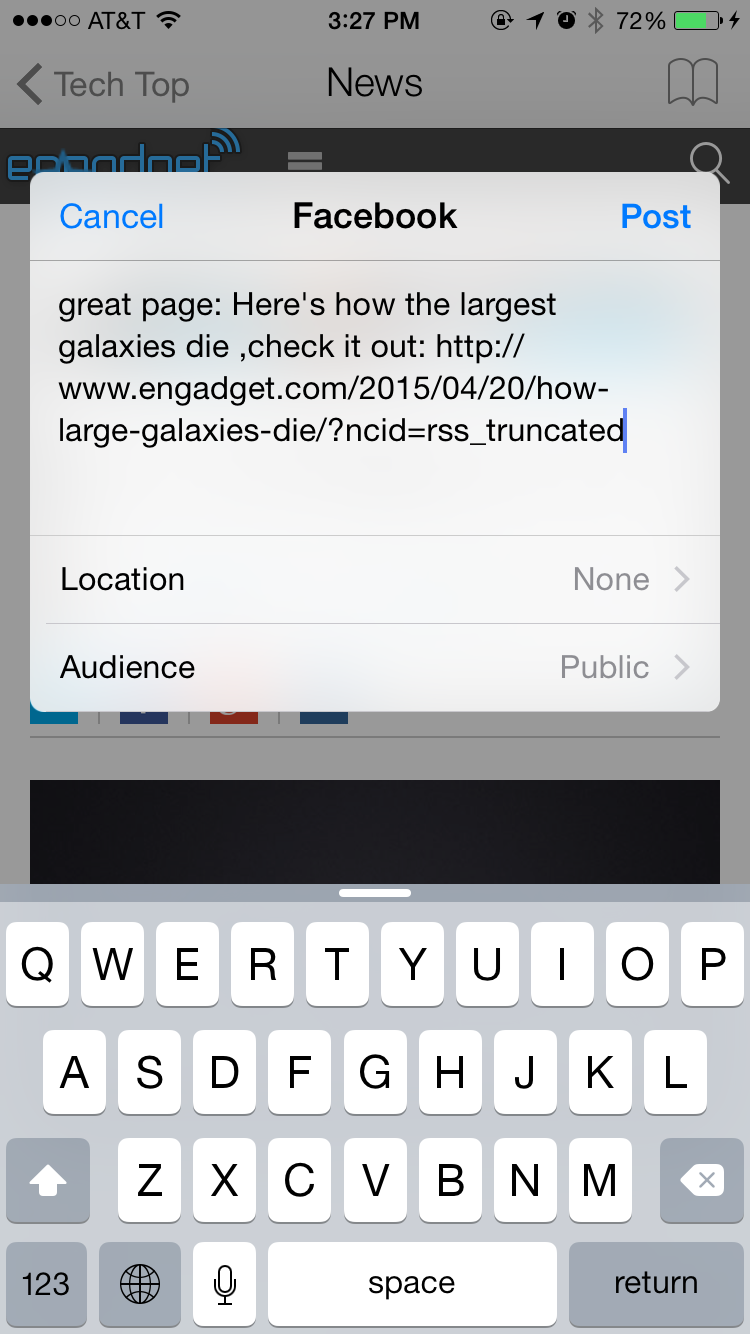 AT&T 3:27 PM 72%
Tech Top News
engadget
Cancel Facebook Post
great page: Here's how the largest
galaxies die ,check it out: http://
www.engadget.com/2015/04/20/how-
large-galaxies-die/?ncid=rss_truncated
Location None
Audience Public
Q W E R T Y U I O P
A S D F G H J K L
Z X C V B N M
123 space return